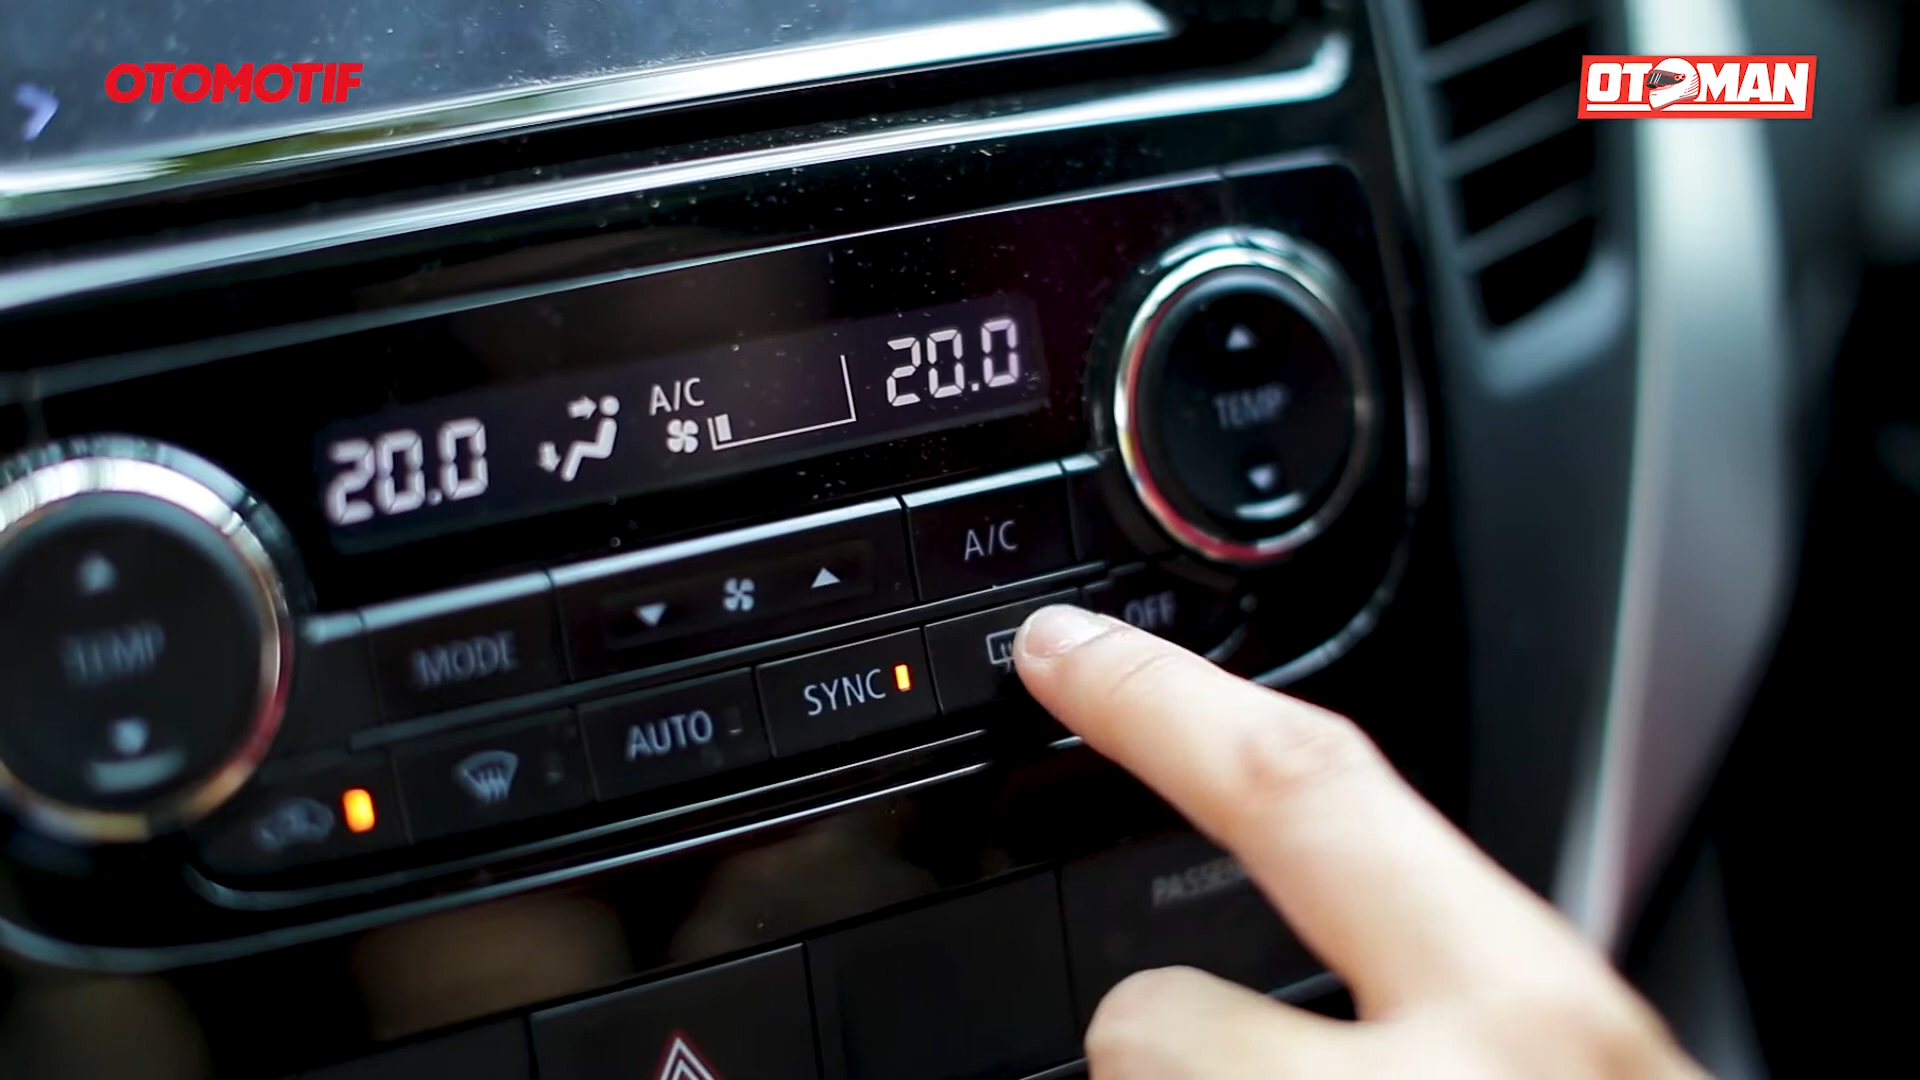 OTOMOTIF
OTOMAN
20.0
A/C
20.0
TEMP
A/C
TEMP
MODE
OFF
SYNC
AUTO